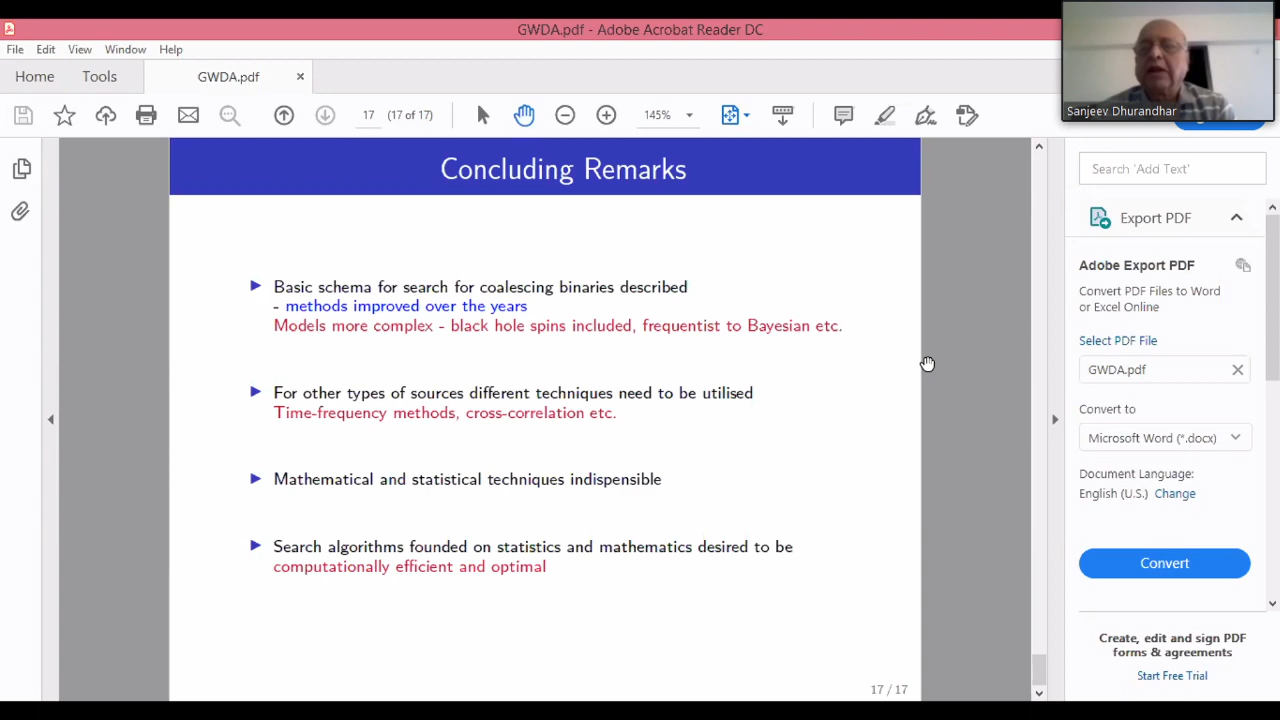 GWDA.pdf - Adobe Acrobat Reader DC
File Edit View Window Help
Home Tools GWDA.pdf ×
17 (17 of 17) 145%
Sanjeev Dhurandhar
Concluding Remarks
Basic schema for search for coalescing binaries described
- methods improved over the years
Models more complex - black hole spins included, frequentist to Bayesian etc.
For other types of sources different techniques need to be utilised
Time-frequency methods, cross-correlation etc.
Mathematical and statistical techniques indispensible
Search algorithms founded on statistics and mathematics desired to be
computationally efficient and optimal
17 / 17
Search 'Add Text'
Export PDF
Adobe Export PDF
Convert PDF Files to Word
or Excel Online
Select PDF File
GWDA.pdf
Convert to
Microsoft Word (*.docx)
Document Language:
English (U.S.) Change
Convert
Create, edit and sign PDF
forms & agreements
Start Free Trial